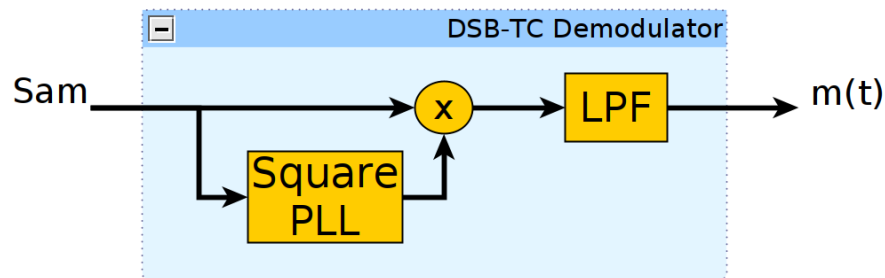 DSB-TC Demodulator
Sam
x
LPF
m(t)
Square
PLL